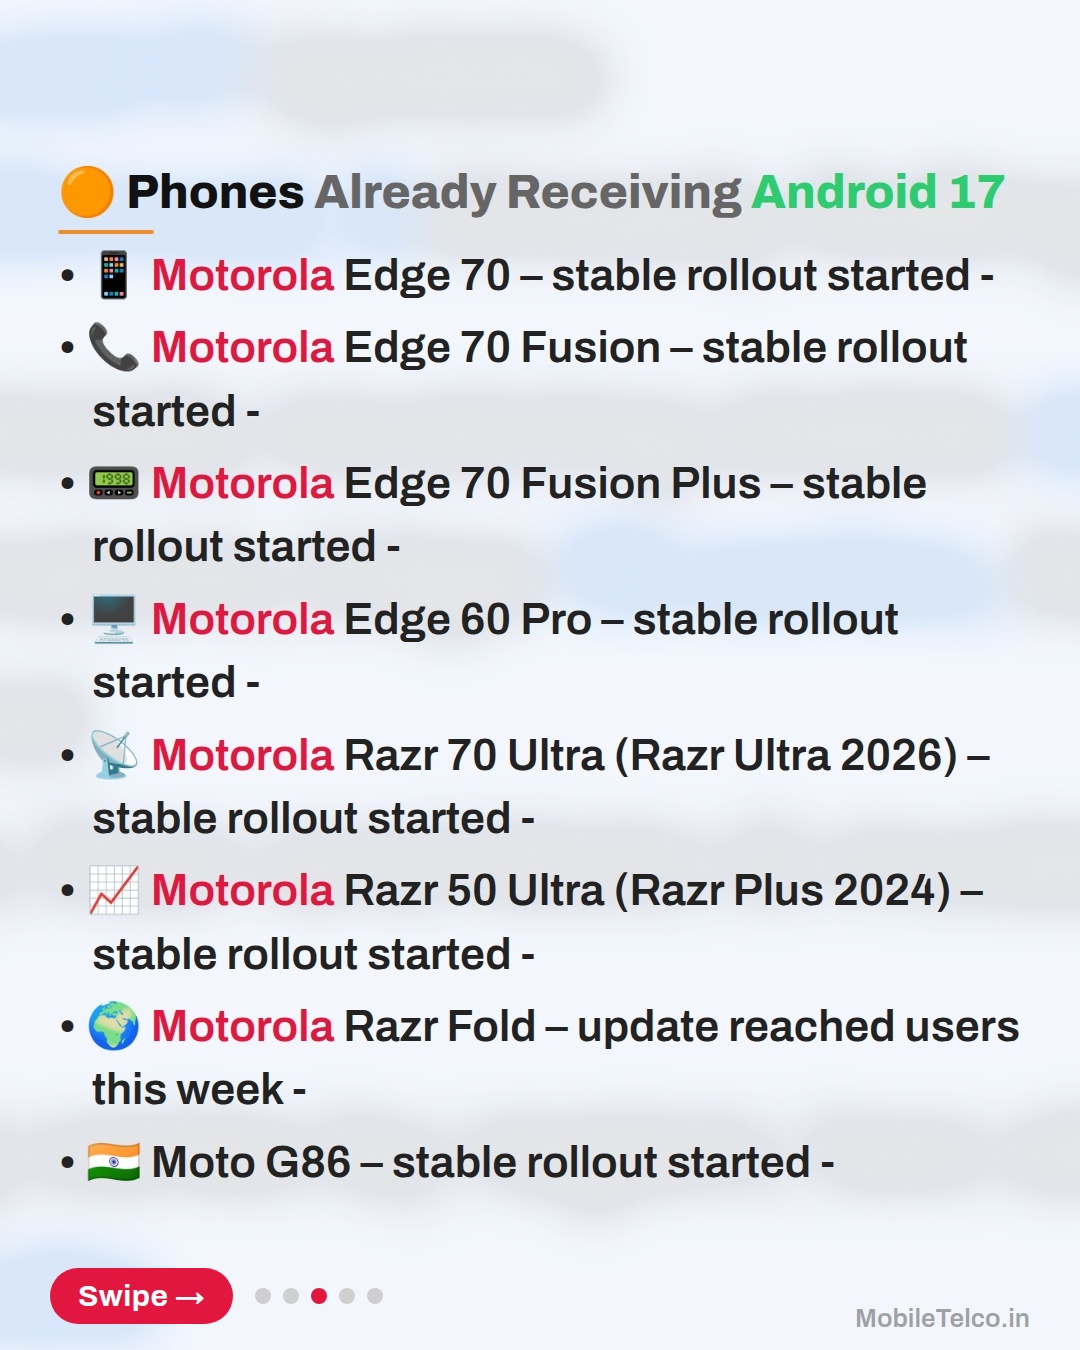 🟠 Phones Already Receiving Android 17
• 📱 Motorola Edge 70 – stable rollout started -
• 📞 Motorola Edge 70 Fusion – stable rollout
started -
• 📟 Motorola Edge 70 Fusion Plus – stable
rollout started -
• 🖥️ Motorola Edge 60 Pro – stable rollout
started -
• 📡 Motorola Razr 70 Ultra (Razr Ultra 2026) –
stable rollout started -
• 📈 Motorola Razr 50 Ultra (Razr Plus 2024) –
stable rollout started -
• 🌍 Motorola Razr Fold – update reached users
this week -
• 🇮🇳 Moto G86 – stable rollout started -
Swipe →
MobileTelco.in